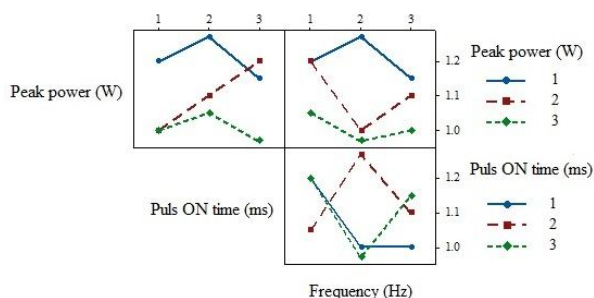 1 2 3 1 2 3
Peak power (W)
1.2
1.1
1.0
Peak power (W)
1
2
3
Puls ON time (ms)
1.2
1.1
1.0
Puls ON time (ms)
1
2
3
Frequency (Hz)